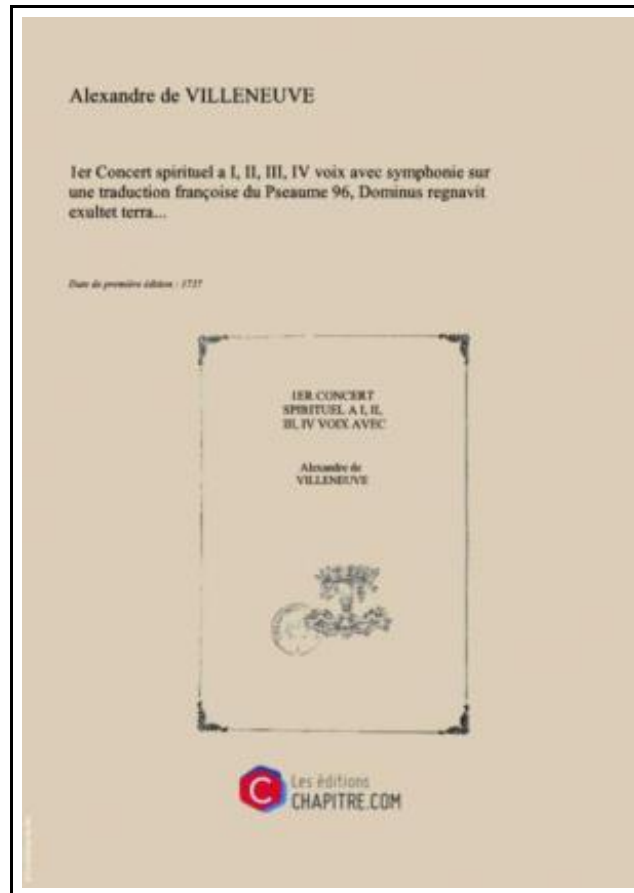 Alexandre de VILLENEUVE
1er Concert spirituel a I, II, III, IV voix avec symphonie sur
une traduction françoise du Pseaume 96, Dominus regnavit
exultet terra...
Date de première édition : 1737
1ER CONCERT
SPIRITUEL A I, II,
III, IV VOIX AVEC
Alexandre de
VILLENEUVE
C
Les éditions
CHAPITRE.COM